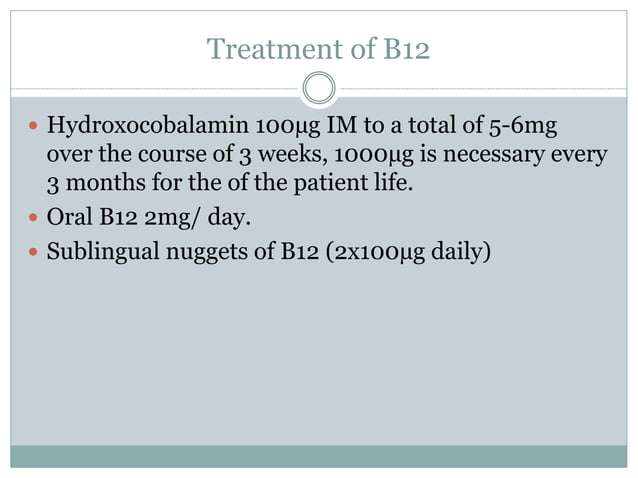 Treatment of B12
• Hydroxocobalamin 100µg IM to a total of 5-6mg
over the course of 3 weeks, 1000µg is necessary every
3 months for the of the patient life.
• Oral B12 2mg/ day.
• Sublingual nuggets of B12 (2x100µg daily)